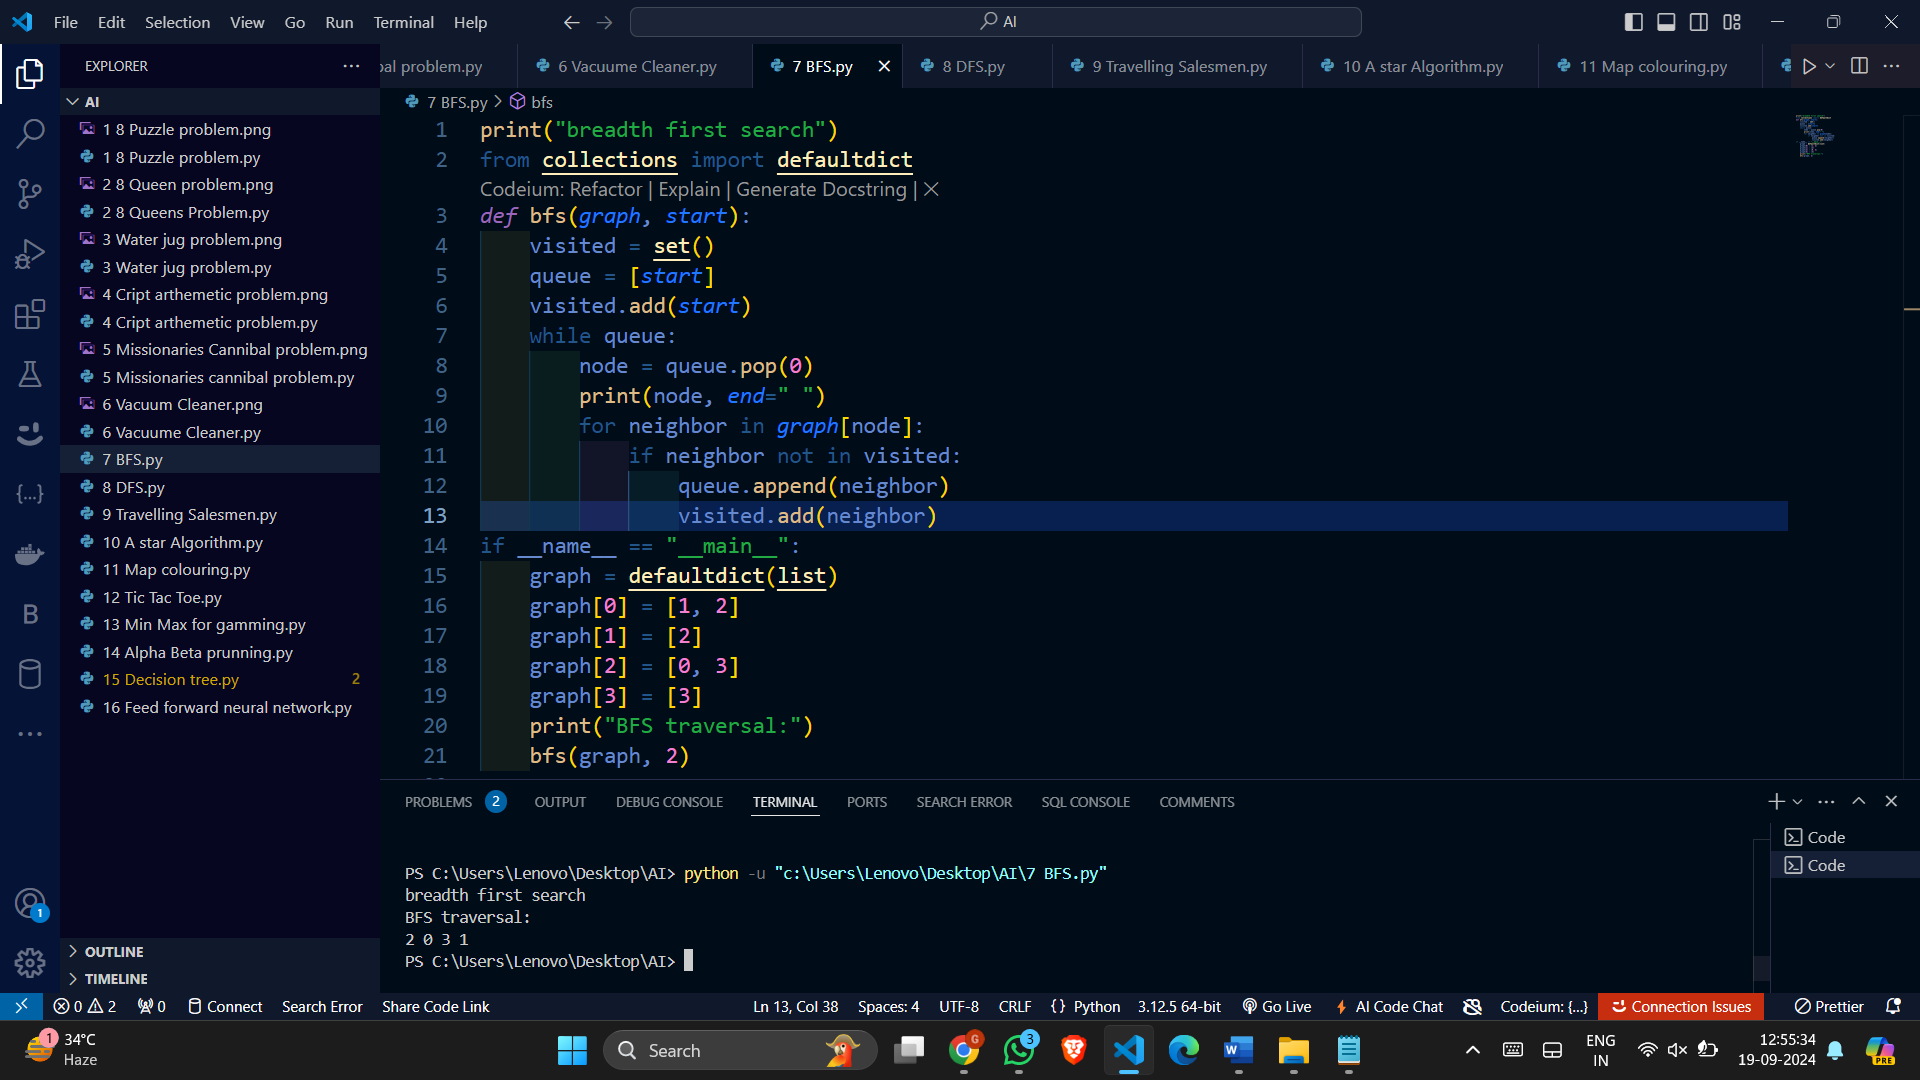 File Edit Selection View Go Run Terminal Help
AI
EXPLORER
AI
1 8 Puzzle problem.png
1 8 Puzzle problem.py
2 8 Queen problem.png
2 8 Queens Problem.py
3 Water jug problem.png
3 Water jug problem.py
4 Cript arthemetic problem.png
4 Cript arthemetic problem.py
5 Missionaries Cannibal problem.png
5 Missionaries cannibal problem.py
6 Vacuum Cleaner.png
6 Vacuume Cleaner.py
7 BFS.py
8 DFS.py
9 Travelling Salesmen.py
10 A star Algorithm.py
11 Map colouring.py
12 Tic Tac Toe.py
13 Min Max for gamming.py
14 Alpha Beta prunning.py
15 Decision tree.py 2
16 Feed forward neural network.py
OUTLINE
TIMELINE
1
bal problem.py 6 Vacuume Cleaner.py 7 BFS.py 8 DFS.py 9 Travelling Salesmen.py 10 A star Algorithm.py 11 Map colouring.py
7 BFS.py > bfs
1 print("breadth first search")
2 from collections import defaultdict
Codeium: Refactor | Explain | Generate Docstring | ×
3 def bfs(graph, start):
4 visited = set()
5 queue = [start]
6 visited.add(start)
7 while queue:
8 node = queue.pop(0)
9 print(node, end=" ")
10 for neighbor in graph[node]:
11 if neighbor not in visited:
12 queue.append(neighbor)
13 visited.add(neighbor)
14 if __name__ == "__main__":
15 graph = defaultdict(list)
16 graph[0] = [1, 2]
17 graph[1] = [2]
18 graph[2] = [0, 3]
19 graph[3] = [3]
20 print("BFS traversal:")
21 bfs(graph, 2)
PROBLEMS 2 OUTPUT DEBUG CONSOLE TERMINAL PORTS SEARCH ERROR SQL CONSOLE COMMENTS
Code
Code
PS C:\Users\Lenovo\Desktop\AI> python -u "c:\Users\Lenovo\Desktop\AI\7 BFS.py"
breadth first search
BFS traversal:
2 0 3 1
PS C:\Users\Lenovo\Desktop\AI>
0 2 0 Connect Search Error Share Code Link Ln 13, Col 38 Spaces: 4 UTF-8 CRLF {} Python 3.12.5 64-bit Go Live AI Code Chat Codeium: {...} Connection Issues Prettier
1 34°C
Haze
Search
G
3
W
ENG
IN
12:55:34
19-09-2024
PRE